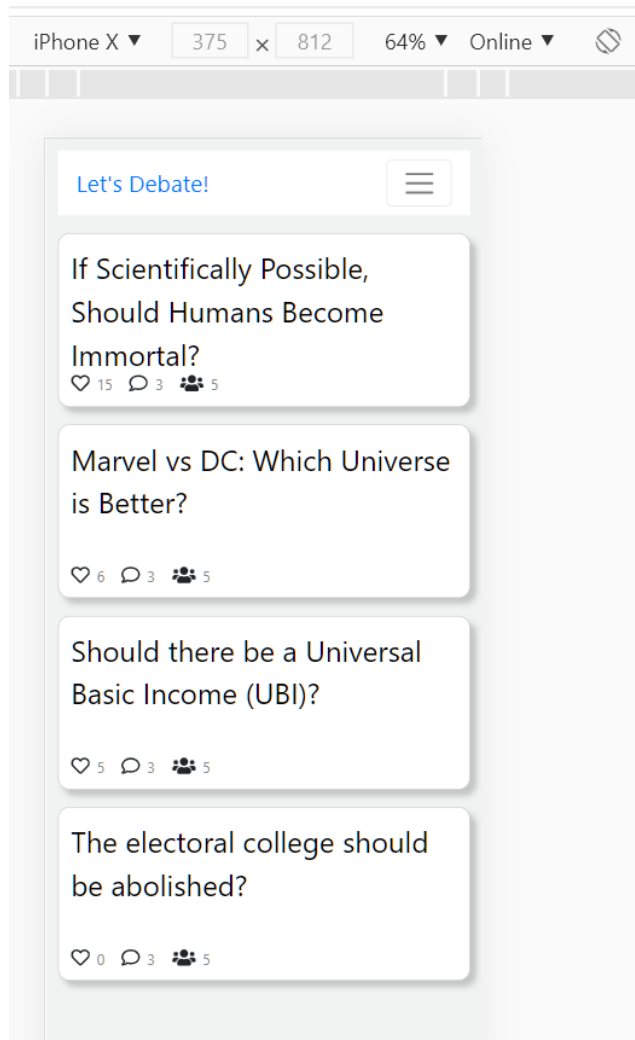 iPhone X ▼ 375 × 812 64% ▼ Online ▼
Let's Debate!
If Scientifically Possible,
Should Humans Become
Immortal?
15 3 5
Marvel vs DC: Which Universe
is Better?
6 3 5
Should there be a Universal
Basic Income (UBI)?
5 3 5
The electoral college should
be abolished?
0 3 5